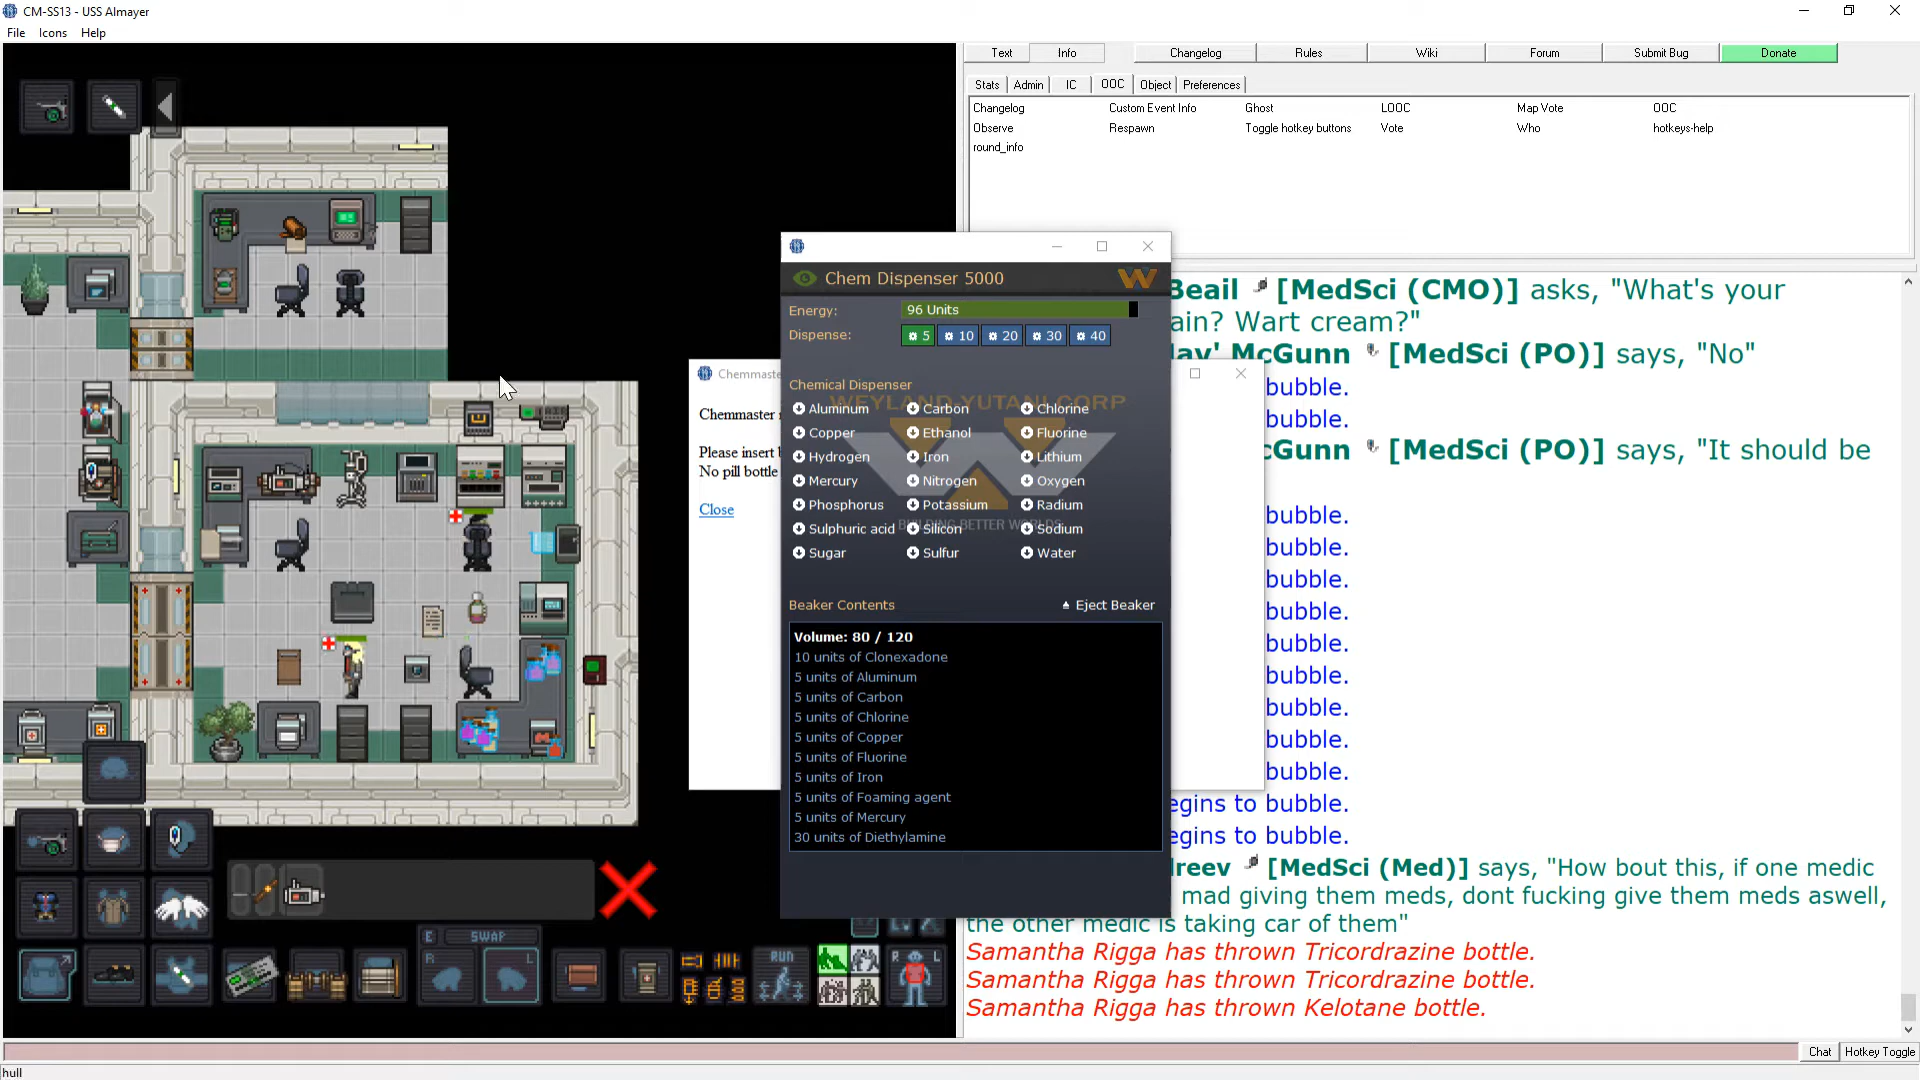 CM-SS13 - USS Almayer
File Icons Help
Text Info Changelog Rules Wiki Forum Submit Bug Donate
Stats Admin IC OOC Object Preferences
Changelog Custom Event Info Ghost LOOC Map Vote OOC
Observe Respawn Toggle hotkey buttons Vote Who hotkeys-help
round_info
Chem Dispenser 5000
Energy: 96 Units
Dispense: 5 10 20 30 40
Chemical Dispenser
WEYLAND-YUTANI CORP
Aluminum Carbon Chlorine
Copper Ethanol Fluorine
Hydrogen Iron Lithium
Mercury Nitrogen Oxygen
Phosphorus Potassium Radium
BUILDING BETTER WORLDS
Sulphuric acid Silicon Sodium
Sugar Sulfur Water
Beaker Contents Eject Beaker
Volume: 80 / 120
10 units of Clonexadone
5 units of Aluminum
5 units of Carbon
5 units of Chlorine
5 units of Copper
5 units of Fluorine
5 units of Iron
5 units of Foaming agent
5 units of Mercury
30 units of Diethylamine
Chemmaste
Chemmaster
Please insert
No pill bottle
Close
Beail [MedSci (CMO)] asks, "What's your
ain? Wart cream?"
McGunn [MedSci (PO)] says, "No"
bubble.
bubble.
cGunn [MedSci (PO)] says, "It should be
bubble.
bubble.
bubble.
bubble.
bubble.
bubble.
bubble.
bubble.
bubble.
egins to bubble.
egins to bubble.
reev [MedSci (Med)] says, "How bout this, if one medic
mad giving them meds, dont fucking give them meds aswell,
the other medic is taking car of them"
Samantha Rigga has thrown Tricordrazine bottle.
Samantha Rigga has thrown Tricordrazine bottle.
Samantha Rigga has thrown Kelotane bottle.
E SWAP
R L
RUN
R L
Chat Hotkey Toggle
hull